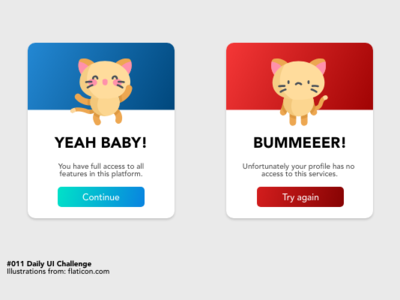 YEAH BABY!
You have full access to all
features in this platform.
Continue
BUMMEEER!
Unfortunately your profile has no
access to this services.
Try again
#011 Daily UI Challenge
Illustrations from: flaticon.com